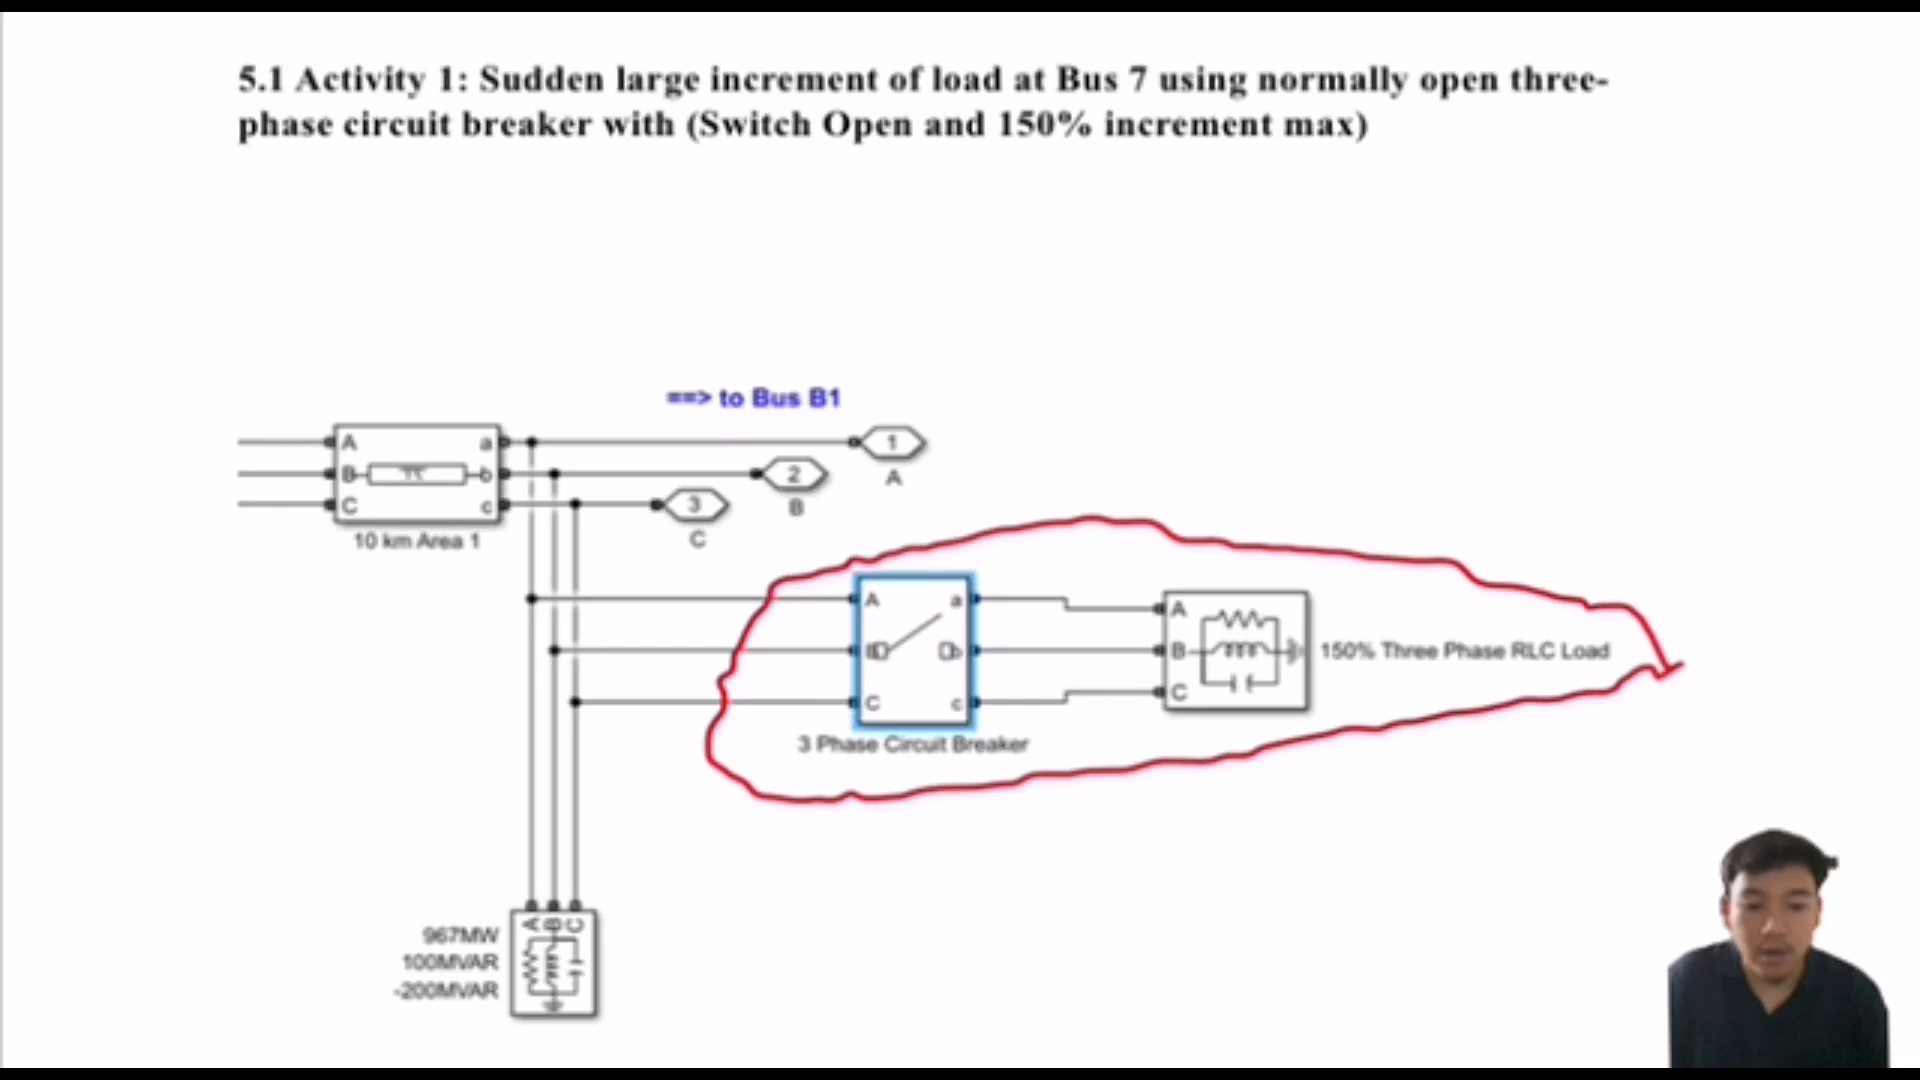 5.1 Activity 1: Sudden large increment of load at Bus 7 using normally open three-
phase circuit breaker with (Switch Open and 150% increment max)
==> to Bus B1
A a
B b
C c
10 km Area 1
1
A
2
B
3
C
A a
B b
C c
3 Phase Circuit Breaker
A
B
C
150% Three Phase RLC Load
A B C
967MW
100MVAR
-200MVAR